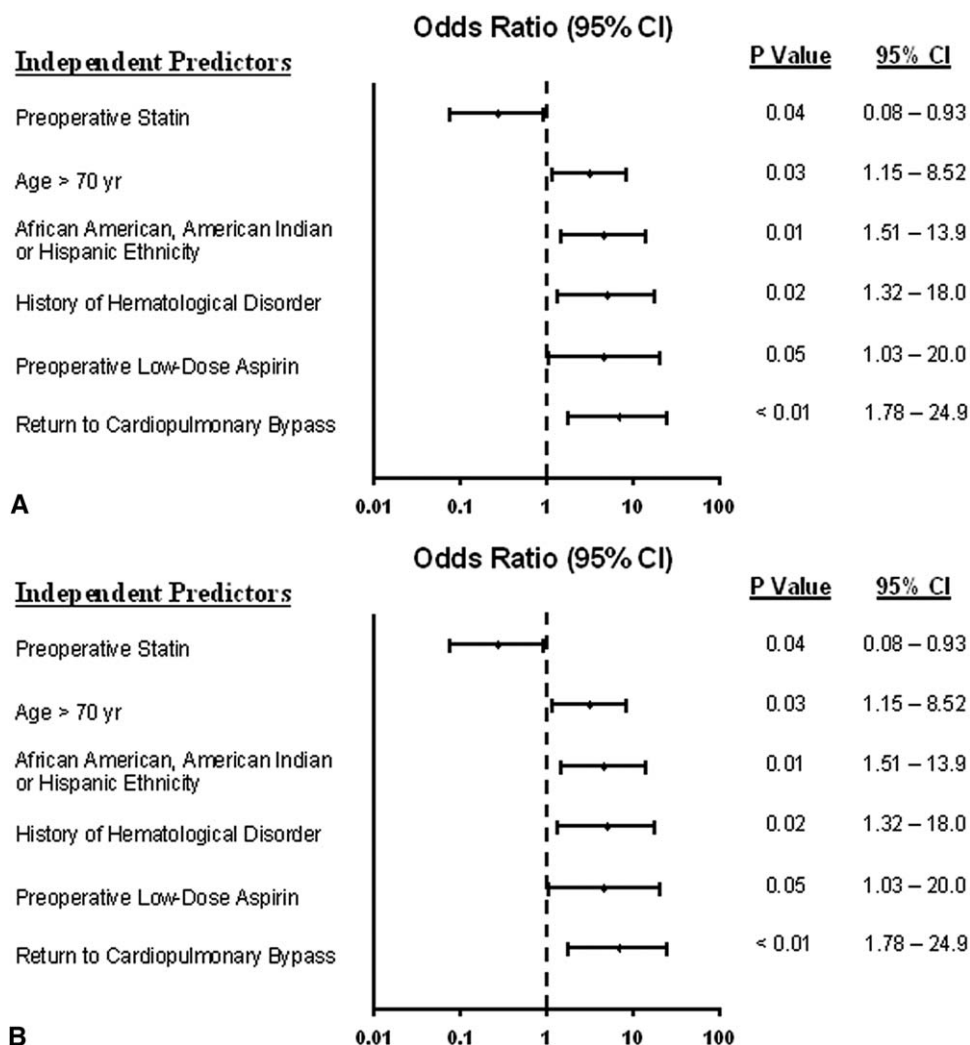 Odds Ratio (95% CI)
Independent Predictors P Value 95% CI
Preoperative Statin 0.04 0.08 – 0.93
Age > 70 yr 0.03 1.15 – 8.52
African American, American Indian
or Hispanic Ethnicity 0.01 1.51 – 13.9
History of Hematological Disorder 0.02 1.32 – 18.0
Preoperative Low-Dose Aspirin 0.05 1.03 – 20.0
Return to Cardiopulmonary Bypass < 0.01 1.78 – 24.9
0.01 0.1 1 10 100
A
Odds Ratio (95% CI)
Independent Predictors P Value 95% CI
Preoperative Statin 0.04 0.08 – 0.93
Age > 70 yr 0.03 1.15 – 8.52
African American, American Indian
or Hispanic Ethnicity 0.01 1.51 – 13.9
History of Hematological Disorder 0.02 1.32 – 18.0
Preoperative Low-Dose Aspirin 0.05 1.03 – 20.0
Return to Cardiopulmonary Bypass < 0.01 1.78 – 24.9
0.01 0.1 1 10 100
B